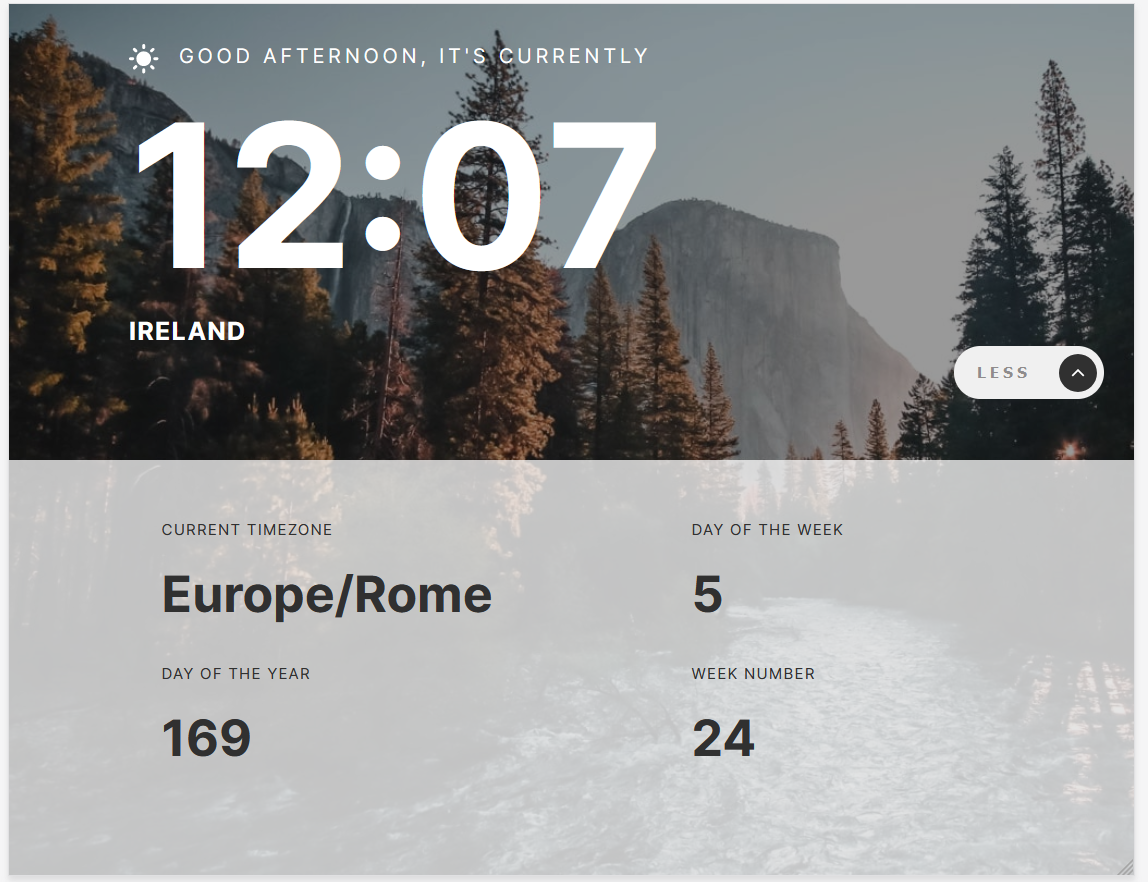 GOOD AFTERNOON, IT'S CURRENTLY
12:07
IRELAND
LESS
CURRENT TIMEZONE
Europe/Rome
DAY OF THE WEEK
5
DAY OF THE YEAR
169
WEEK NUMBER
24